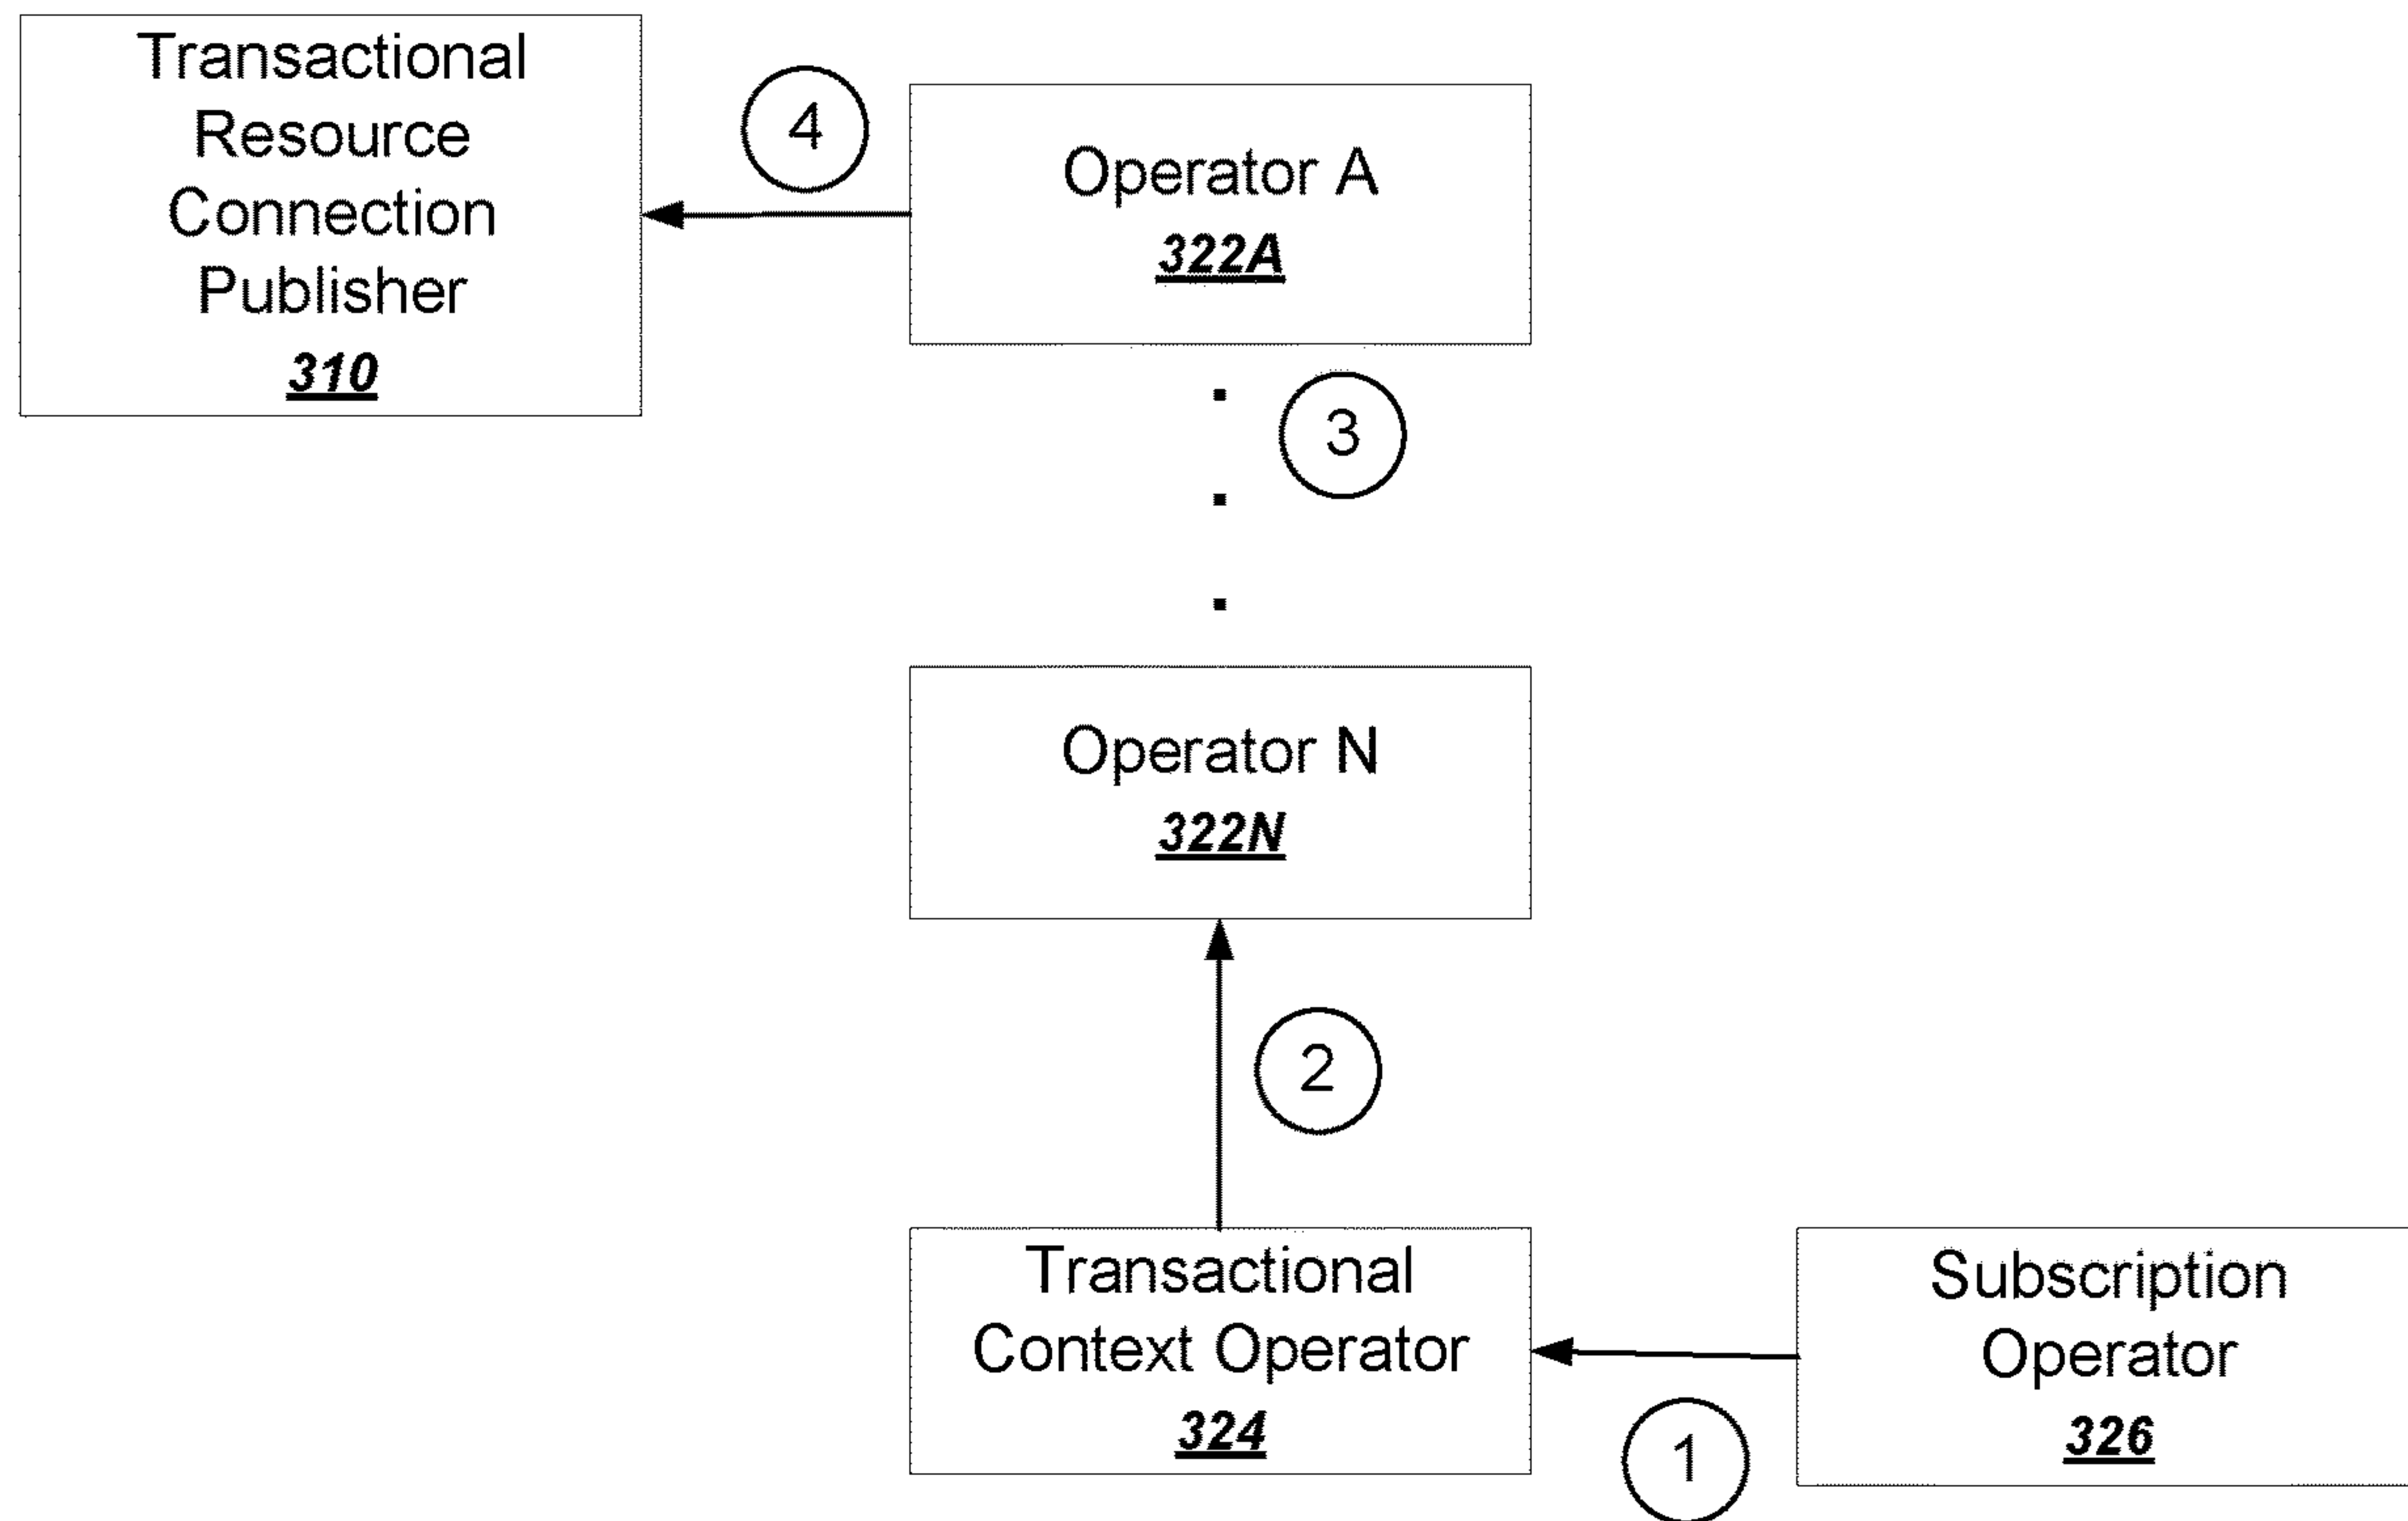 Transactional
Resource
Connection
Publisher
310
4
Operator A
322A
3
Operator N
322N
2
Transactional
Context Operator
324
1
Subscription
Operator
326